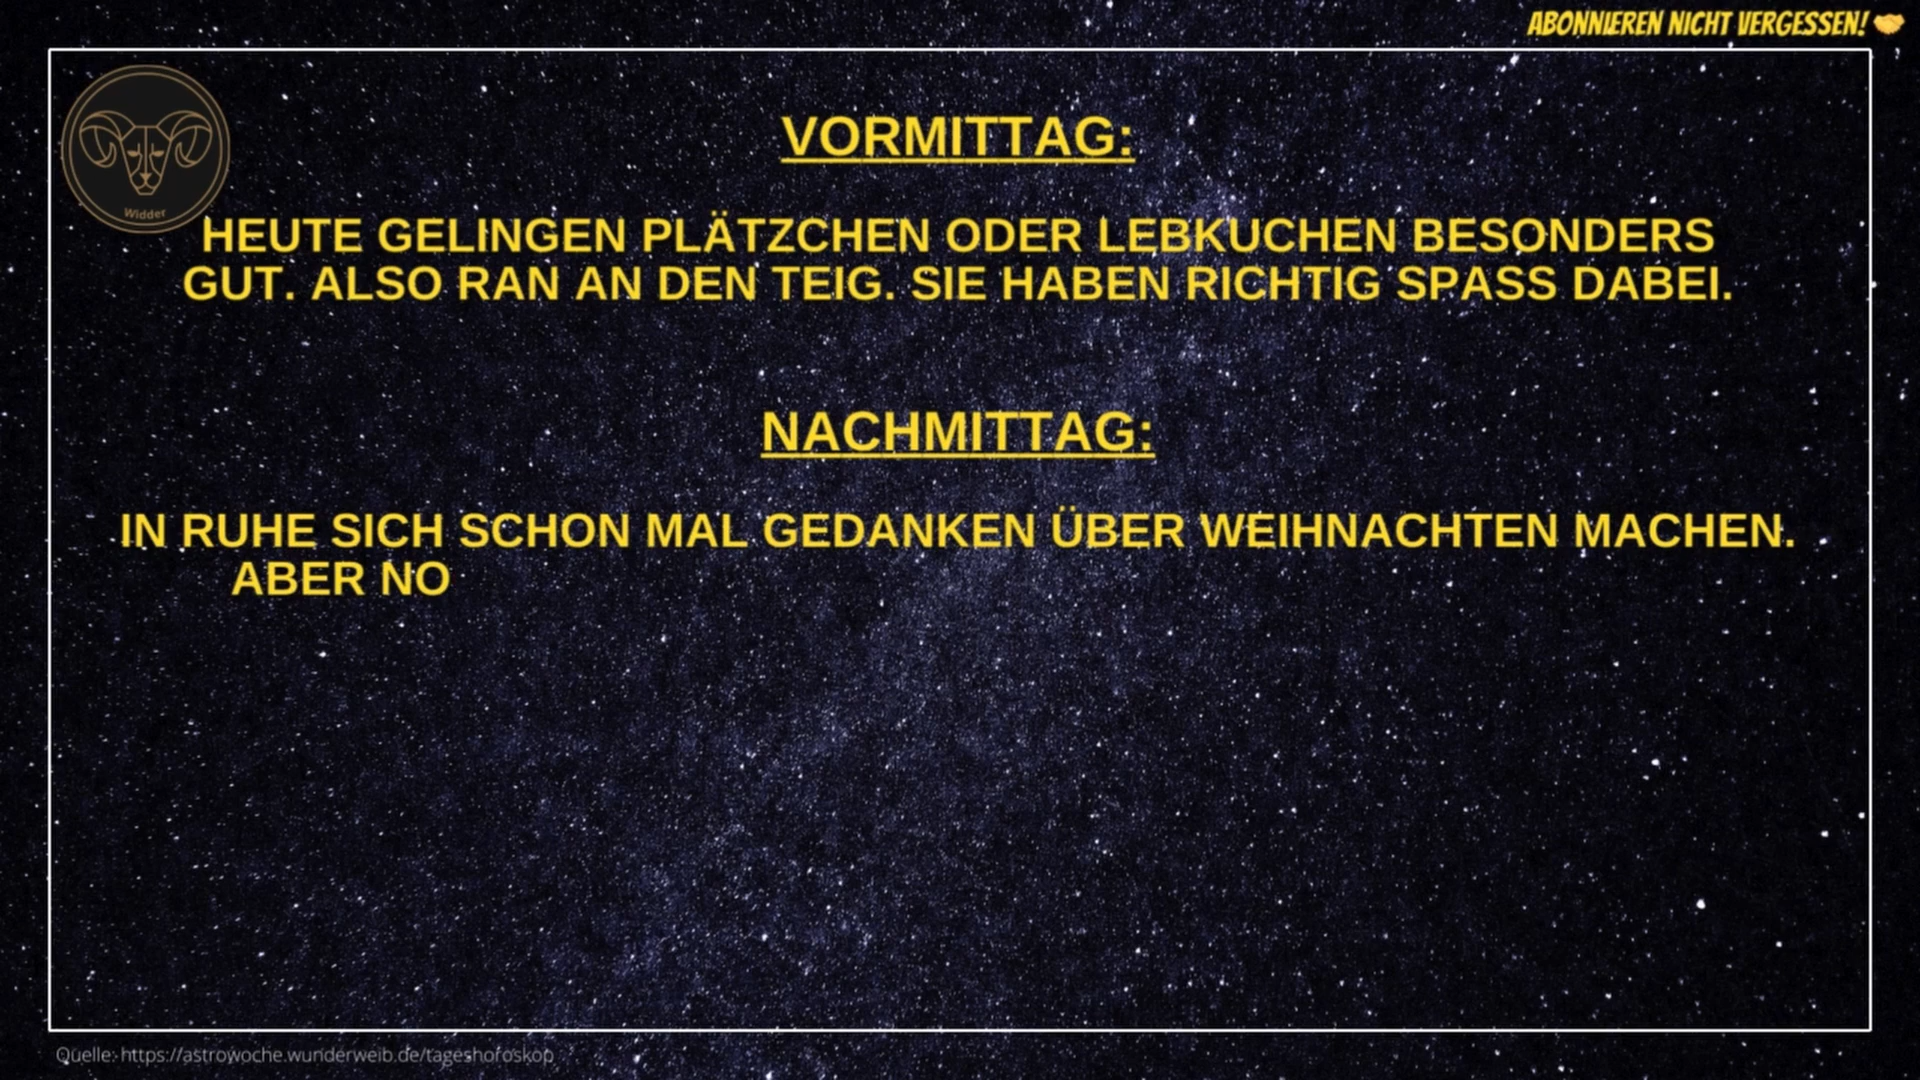 ABONNIEREN NICHT VERGESSEN!
Widder
VORMITTAG:
HEUTE GELINGEN PLÄTZCHEN ODER LEBKUCHEN BESONDERS
GUT. ALSO RAN AN DEN TEIG. SIE HABEN RICHTIG SPASS DABEI.
NACHMITTAG:
IN RUHE SICH SCHON MAL GEDANKEN ÜBER WEIHNACHTEN MACHEN.
ABER NO
Quelle: https://astrowoche.wunderweib.de/tageshoroskop